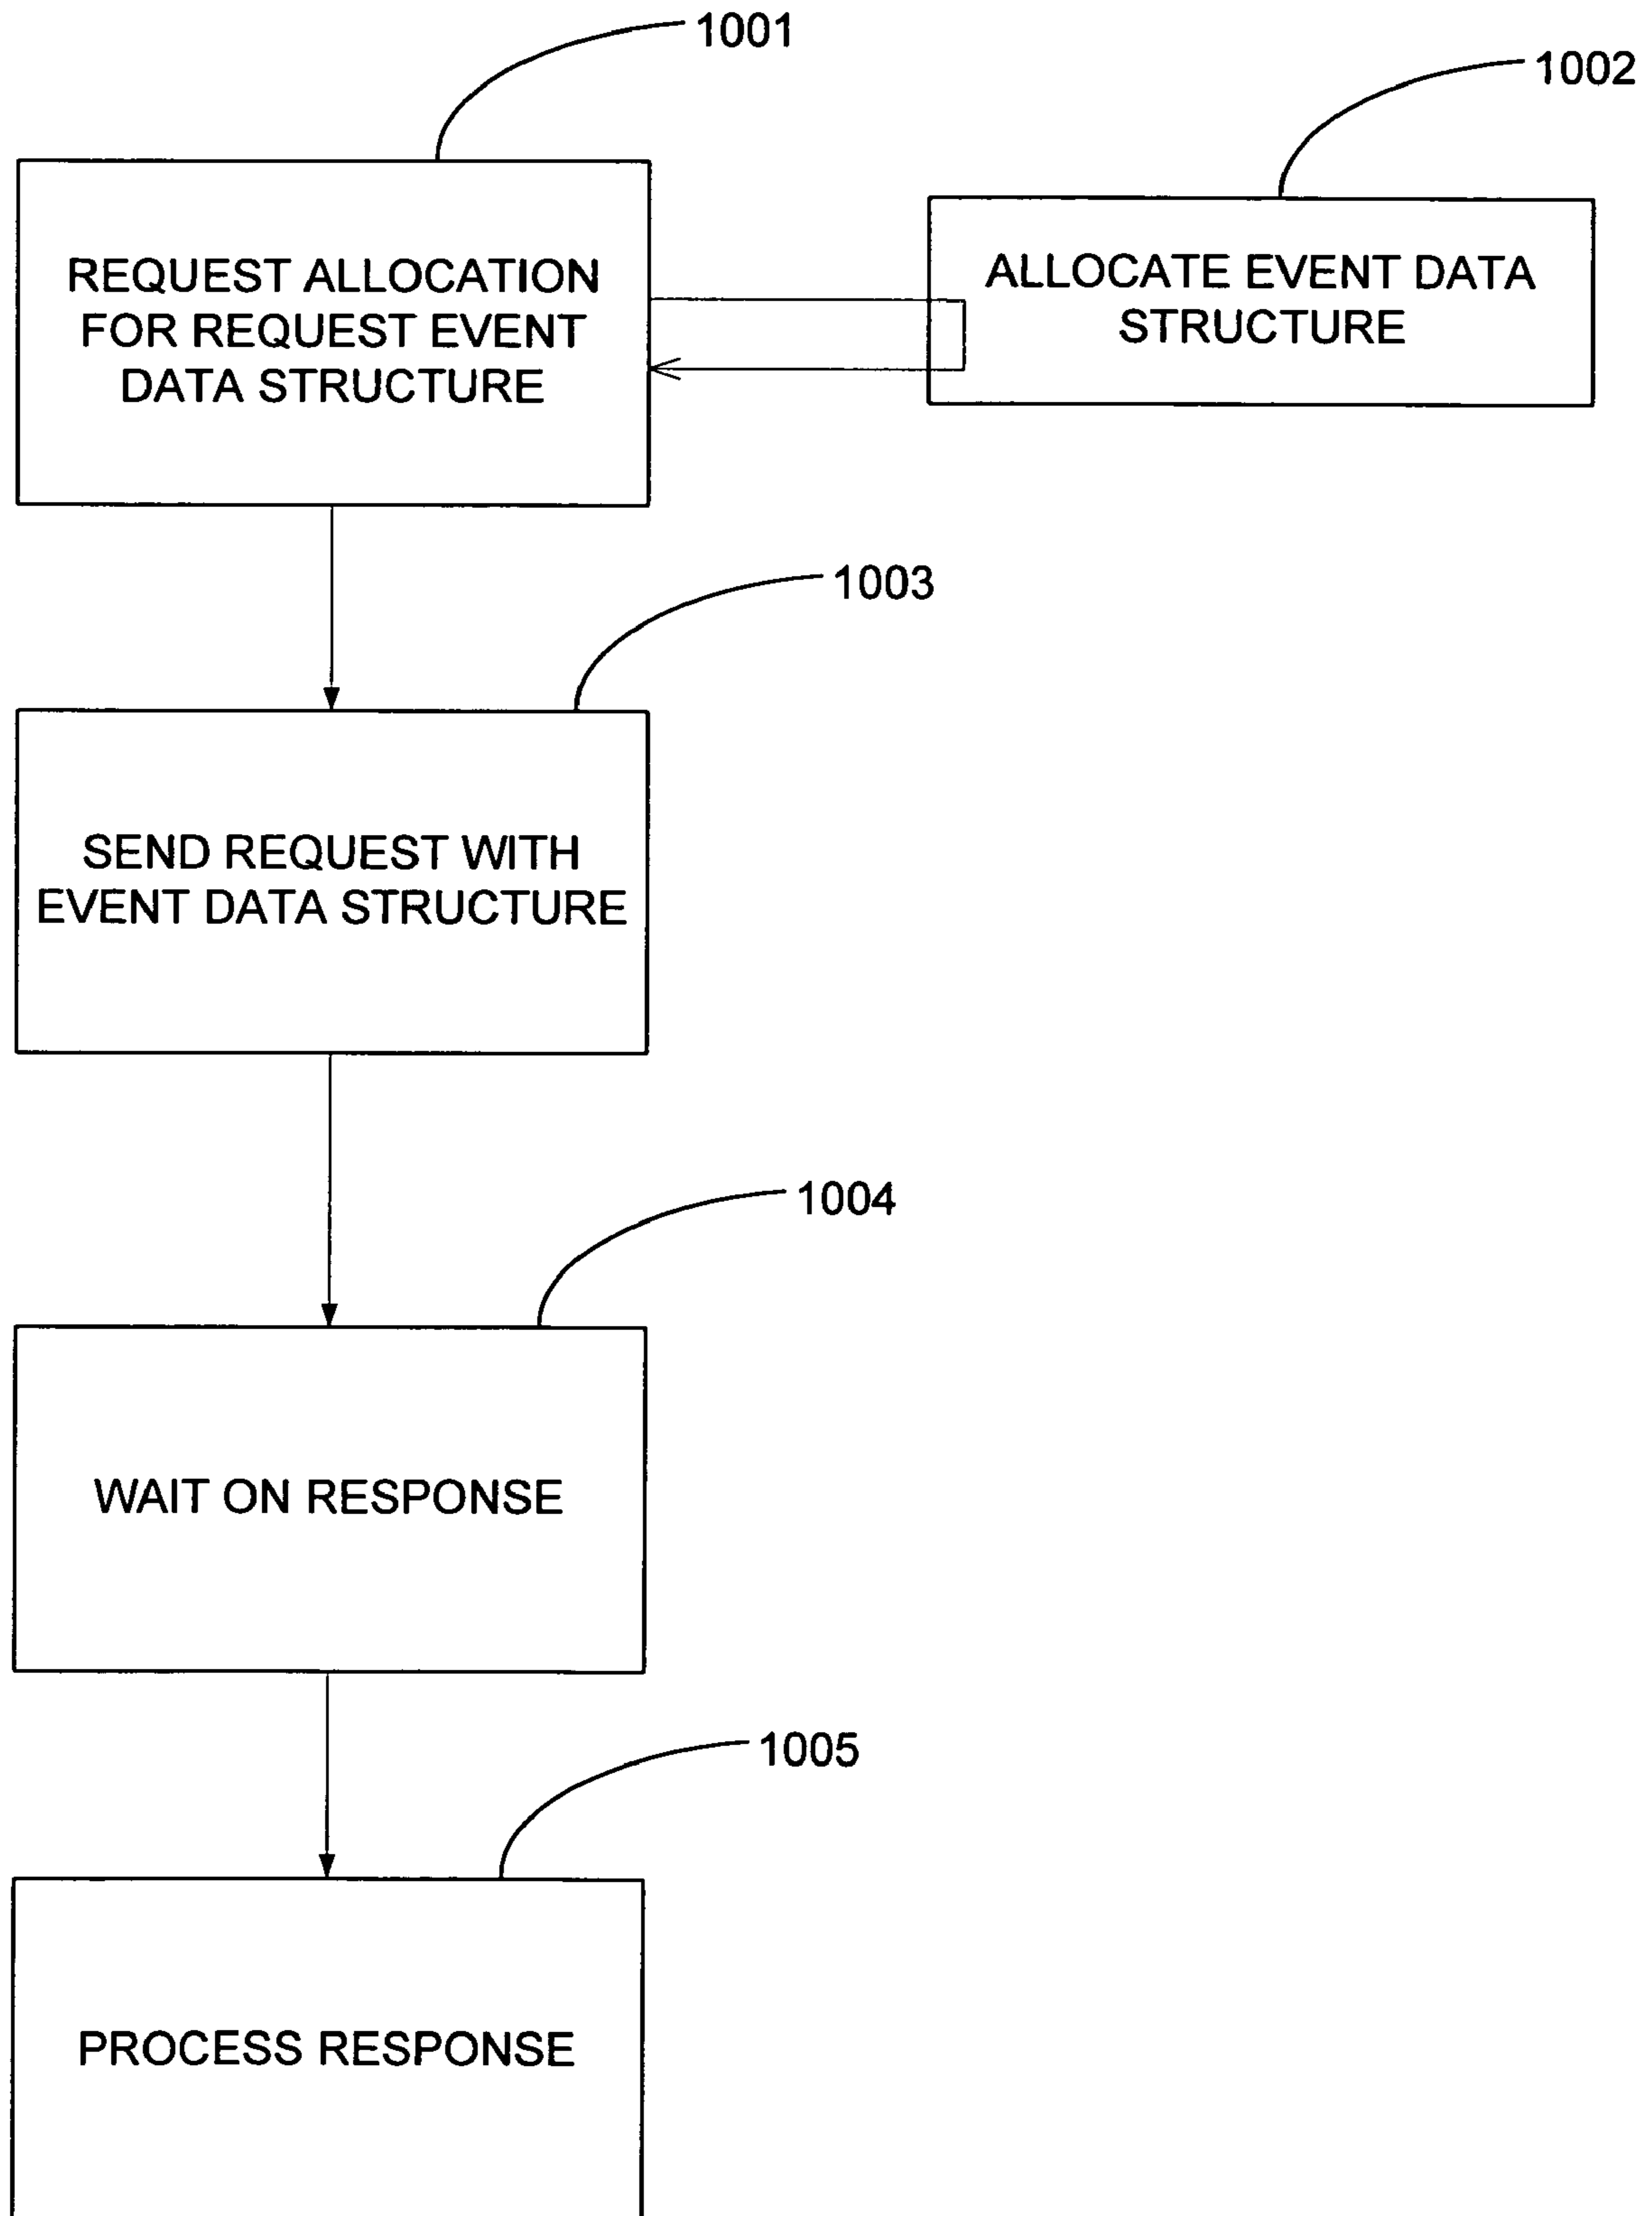 1001
1002
REQUEST ALLOCATION
FOR REQUEST EVENT
DATA STRUCTURE
ALLOCATE EVENT DATA
STRUCTURE
1003
SEND REQUEST WITH
EVENT DATA STRUCTURE
1004
WAIT ON RESPONSE
1005
PROCESS RESPONSE